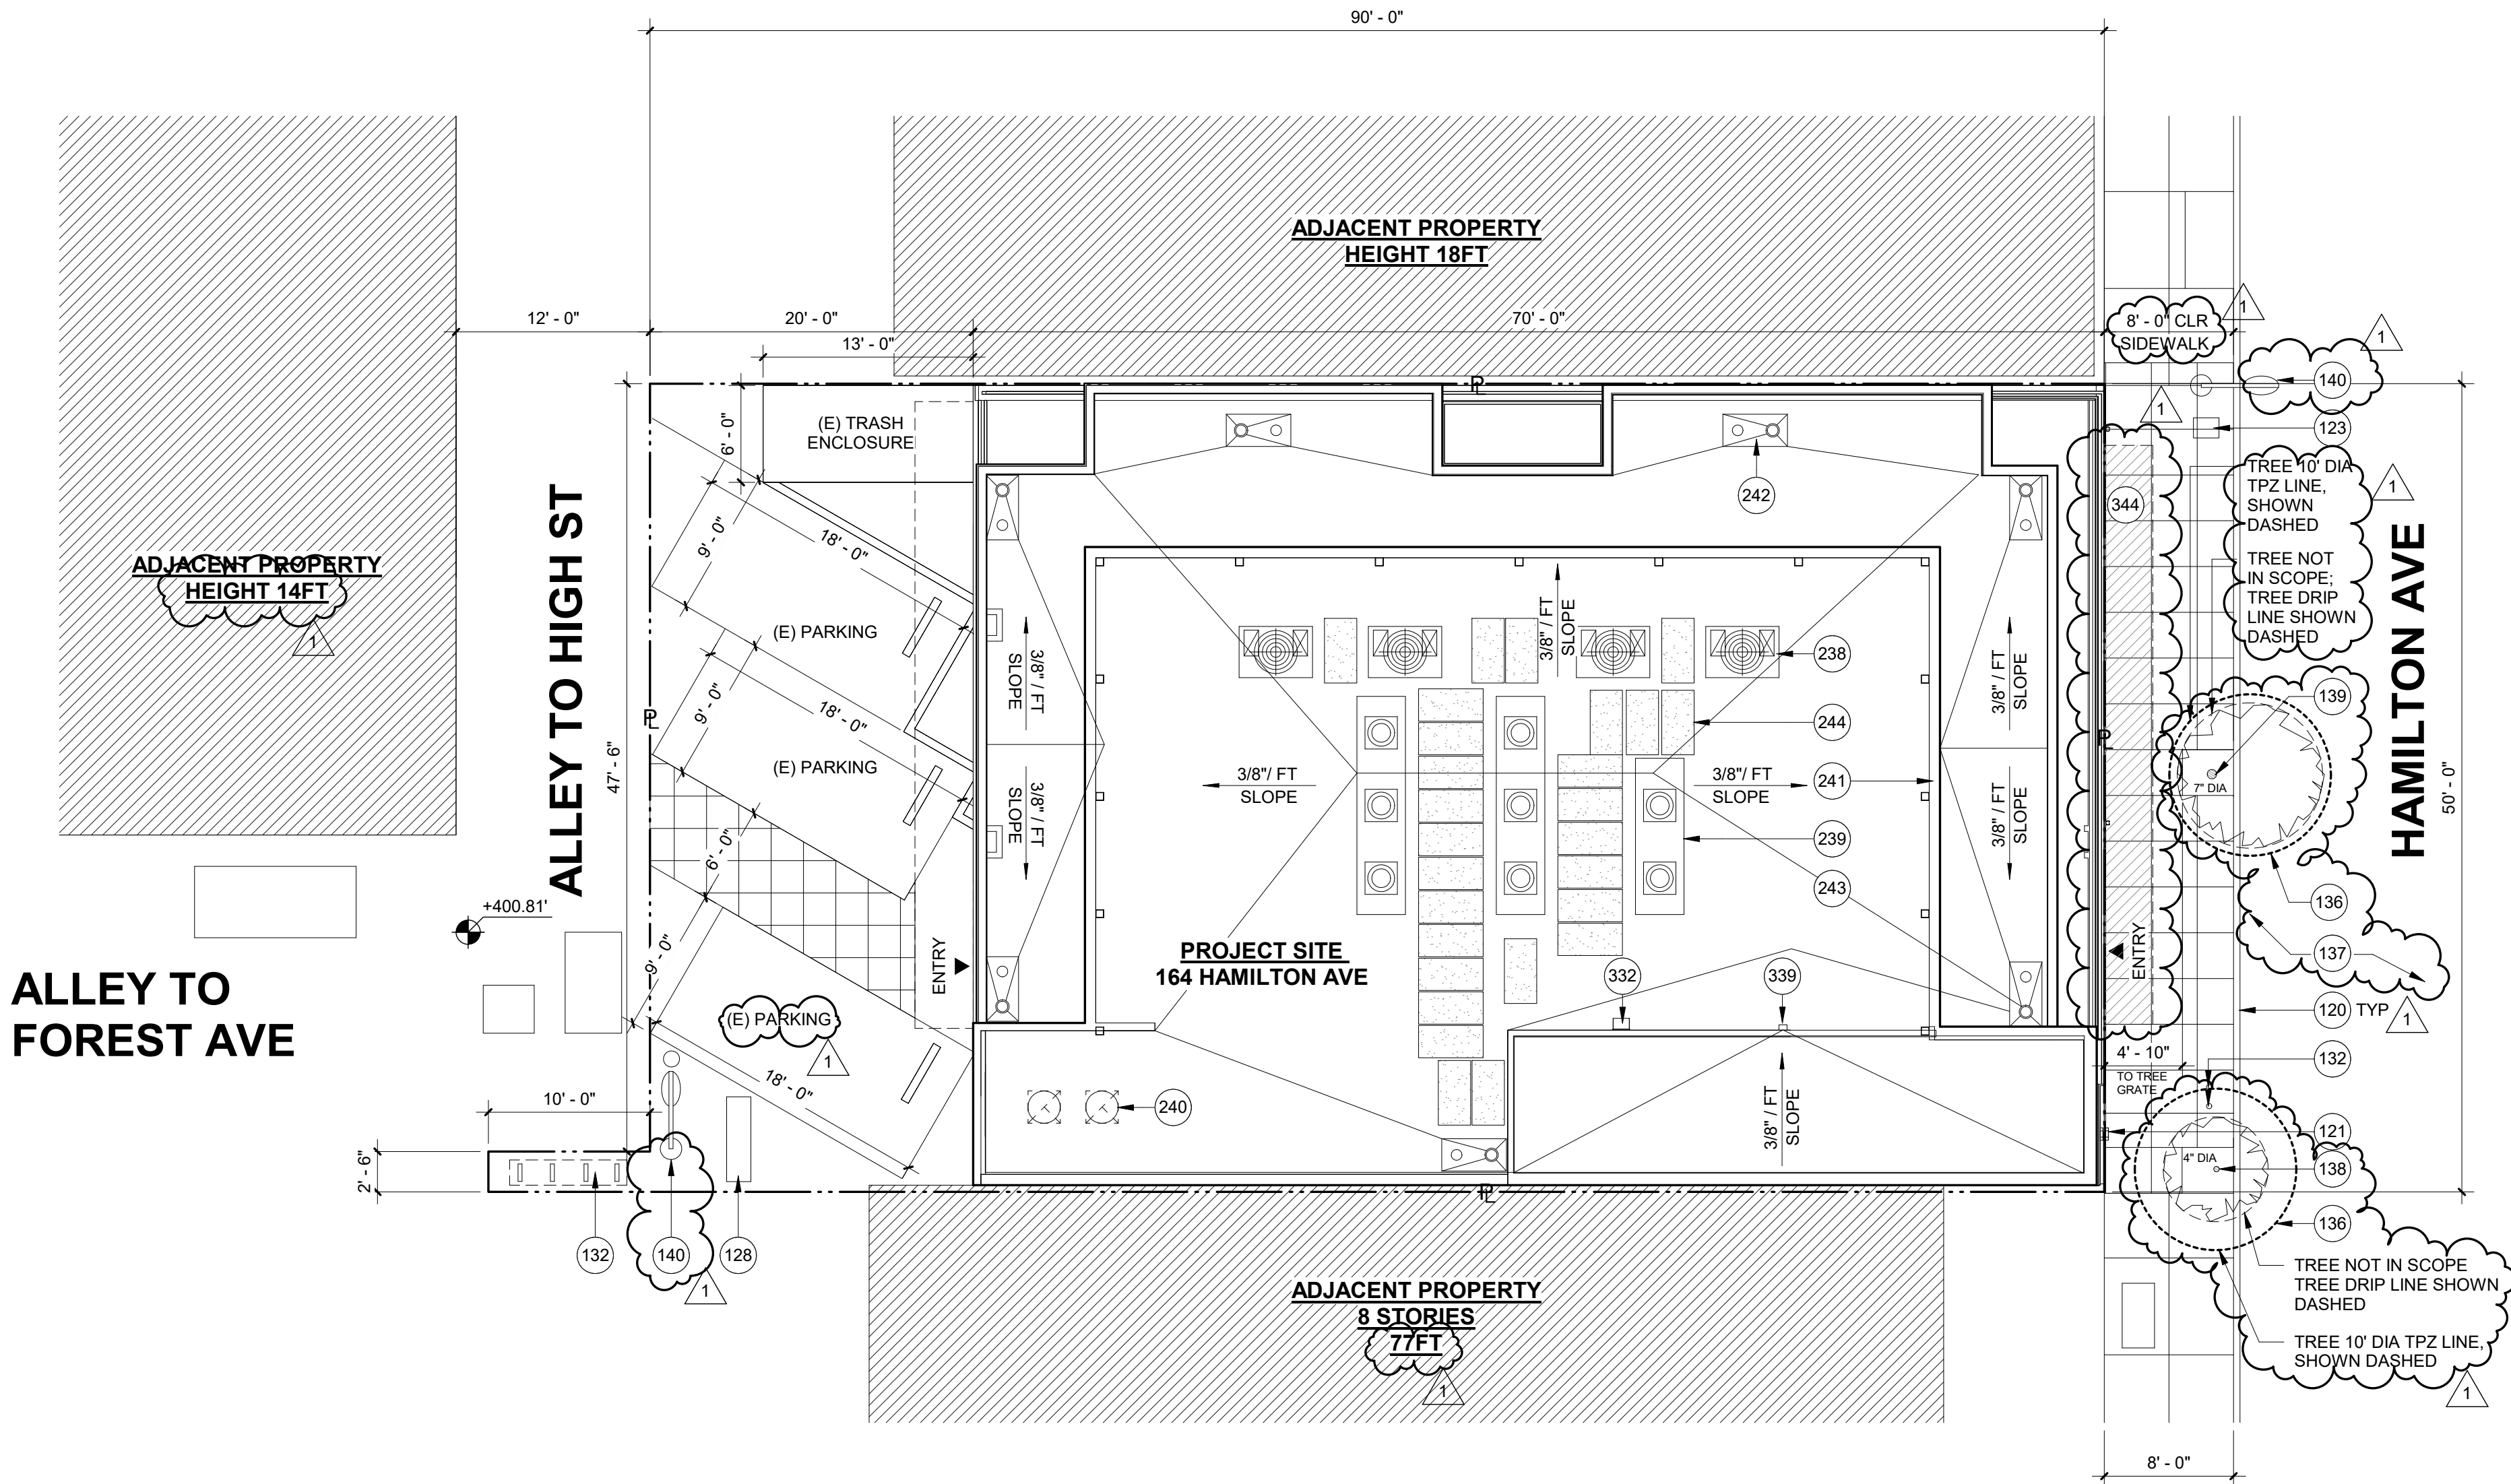 90' - 0"
ADJACENT PROPERTY
HEIGHT 18FT
12' - 0"
20' - 0"
70' - 0"
13' - 0"
8' - 0" CLR
SIDEWALK
1
1
140
123
1
PL
(E) TRASH
ENCLOSURE
6' - 0"
242
344
TREE 10' DIA
TPZ LINE,
SHOWN
DASHED
1
TREE NOT
IN SCOPE;
TREE DRIP
LINE SHOWN
DASHED
ADJACENT PROPERTY
HEIGHT 14FT
1
ALLEY TO HIGH ST
HAMILTON AVE
50' - 0"
47' - 6"
9' - 0"
18' - 0"
(E) PARKING
9' - 0"
18' - 0"
(E) PARKING
PL
6' - 0"
9' - 0"
3/8" / FT
SLOPE
3/8" / FT
SLOPE
3/8" / FT
SLOPE
3/8"/ FT
SLOPE
3/8"/ FT
SLOPE
3/8" / FT
SLOPE
3/8" / FT
SLOPE
238
244
241
239
243
139
PL
7" DIA
136
137
120 TYP
1
+400.81'
ALLEY TO
FOREST AVE
ENTRY
PROJECT SITE
164 HAMILTON AVE
332
339
ENTRY
(E) PARKING
1
18' - 0"
4' - 10"
TO TREE
GRATE
132
10' - 0"
2' - 6"
240
3/8" / FT
SLOPE
121
4" DIA
138
136
PL
132
140
128
1
ADJACENT PROPERTY
8 STORIES
77FT
1
TREE NOT IN SCOPE
TREE DRIP LINE SHOWN
DASHED
TREE 10' DIA TPZ LINE,
SHOWN DASHED
1
8' - 0"